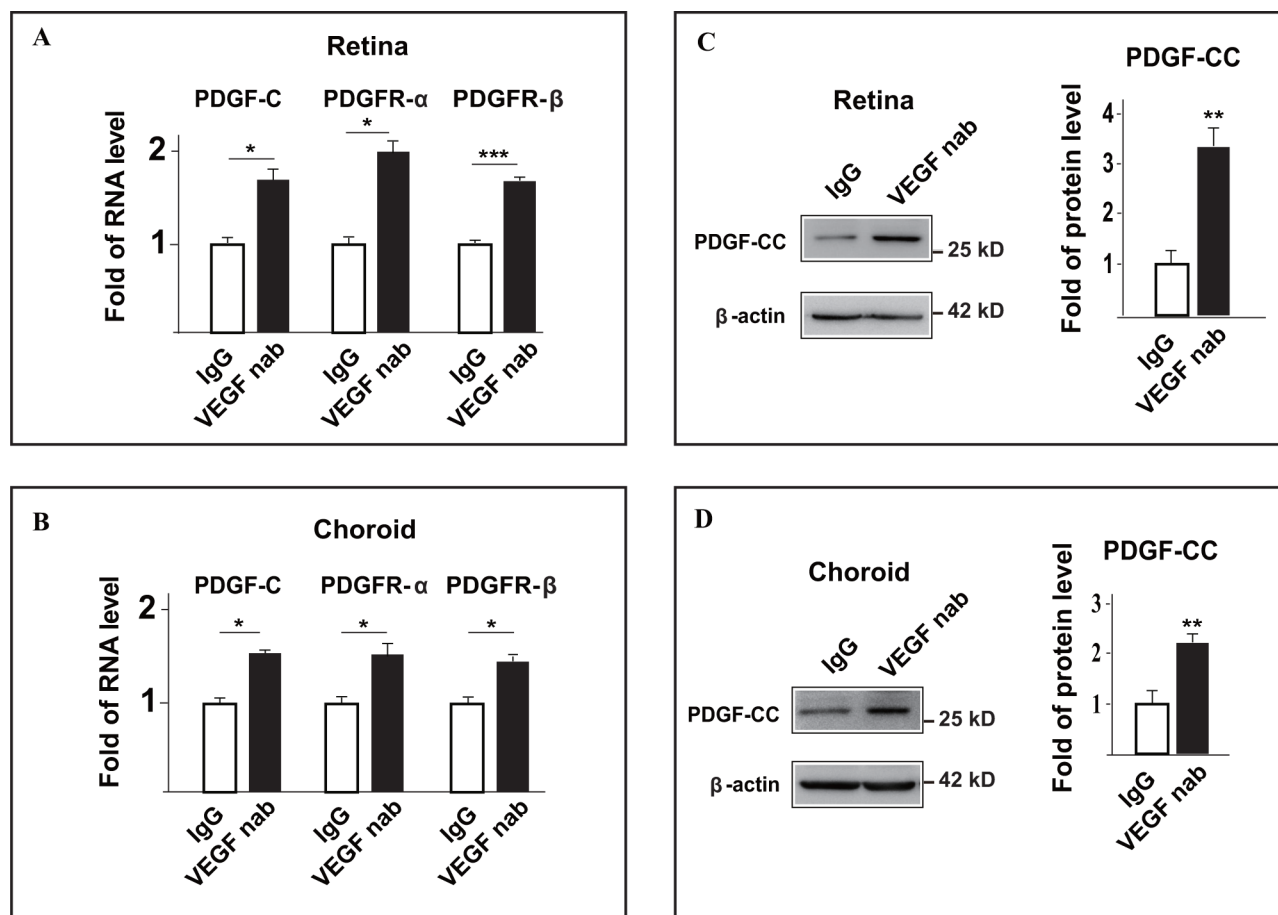 A
Retina
PDGF-C PDGFR-α PDGFR-β
Fold of RNA level
2
1
* * ***
IgG VEGF nab IgG VEGF nab IgG VEGF nab
C
Retina
IgG VEGF nab
PDGF-CC
25 kD
β-actin
42 kD
PDGF-CC
Fold of protein level
4
3
2
1
**
IgG VEGF nab
B
Choroid
PDGF-C PDGFR-α PDGFR-β
Fold of RNA level
2
1
* * *
IgG VEGF nab IgG VEGF nab IgG VEGF nab
D
Choroid
IgG VEGF nab
PDGF-CC
25 kD
β-actin
42 kD
PDGF-CC
Fold of protein level
3
2
1
**
IgG VEGF nab